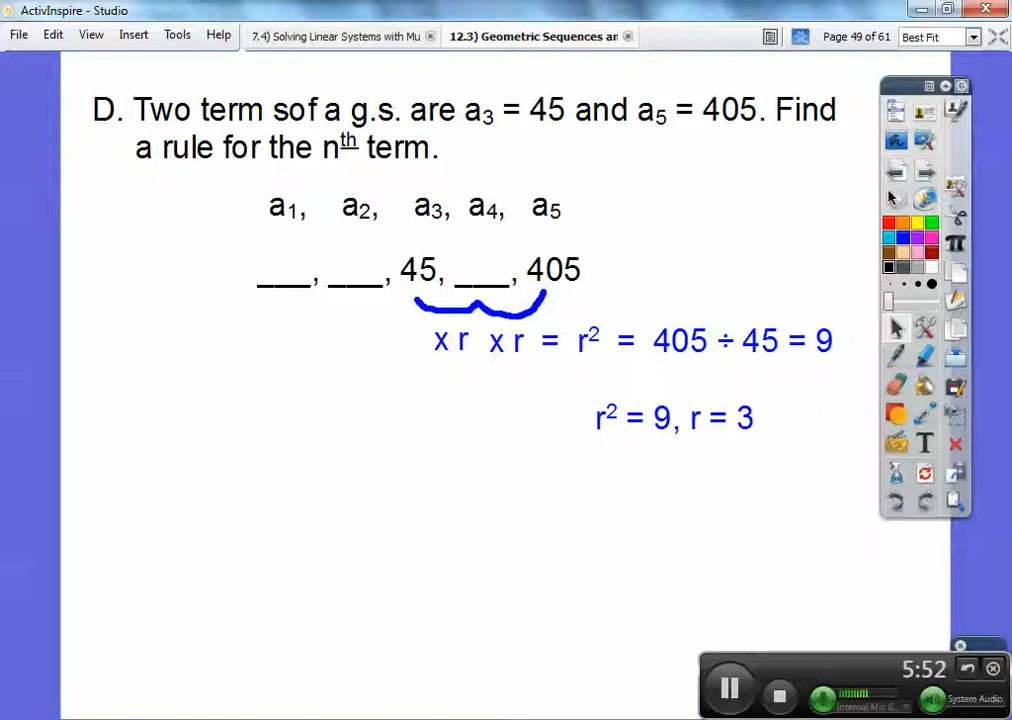 ActivInspire - Studio
File Edit View Insert Tools Help
7.4) Solving Linear Systems with Mu
12.3) Geometric Sequences an
Page 49 of 61
Best Fit
D. Two term sof a g.s. are a₃ = 45 and a₅ = 405. Find
a rule for the nᵗʰ term.
a₁, a₂, a₃, a₄, a₅
___, ___, 45, ___, 405
x r x r = r² = 405 ÷ 45 = 9
r² = 9, r = 3
T
5:52
Internal Mic
System Audio